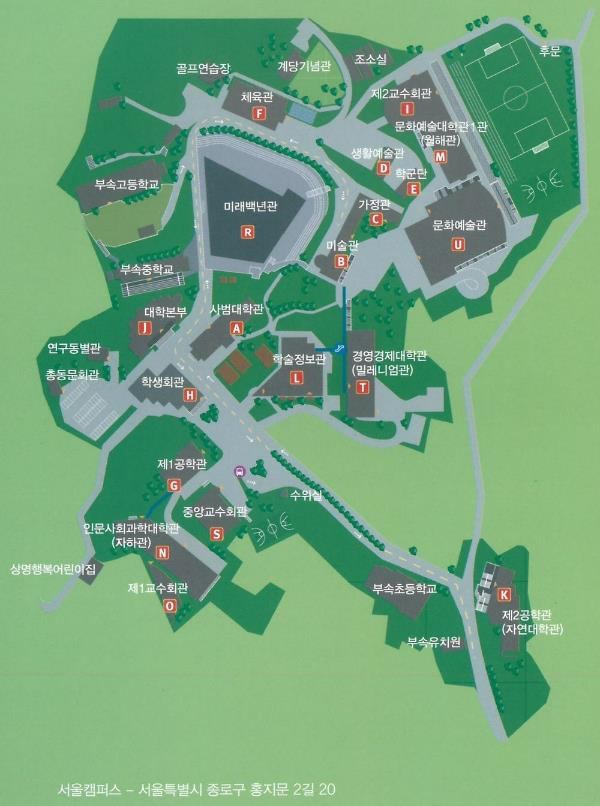 후문
조소실
계당기념관
골프연습장
체육관
F
제2교수회관
I
문화예술대학관1관
(월해관)
M
생활예술관
D
학군단
E
부속고등학교
미래백년관
R
가정관
C
문화예술관
U
미술관
B
부속중학교
대학본부
J
사범대학관
A
연구동별관
총동문회관
학생회관
H
학술정보관
L
경영경제대학관
(밀레니엄관)
T
제1공학관
G
수위실
중앙교수회관
S
인문사회과학대학관
(자하관)
N
상명행복어린이집
제1교수회관
O
부속초등학교
K
제2공학관
(자연대학관)
부속유치원
서울캠퍼스 – 서울특별시 종로구 홍지문 2길 20